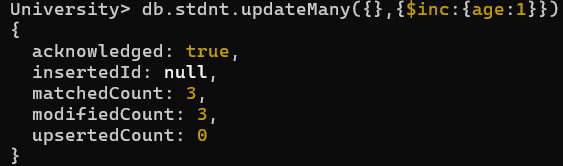 University> db.stdnt.updateMany({},{$inc:{age:1}})
{
  acknowledged: true,
  insertedId: null,
  matchedCount: 3,
  modifiedCount: 3,
  upsertedCount: 0
}